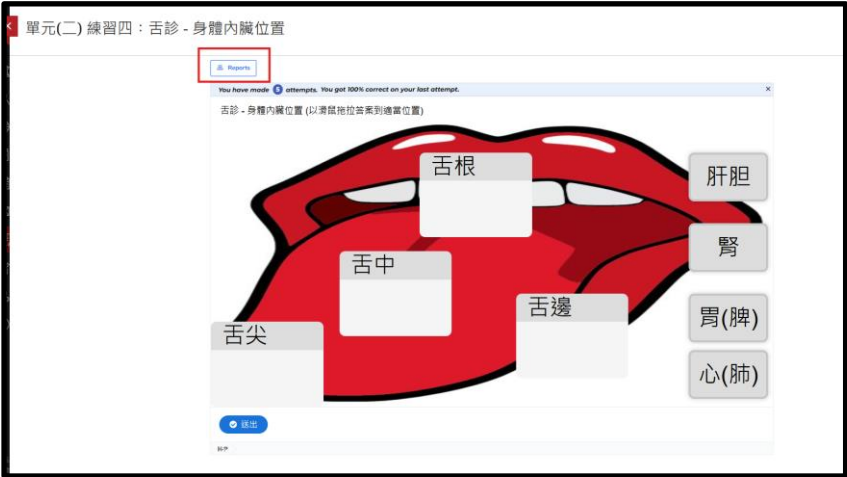 單元(二) 練習四：舌診 - 身體內臟位置
Reports
You have made 5 attempts. You got 100% correct on your last attempt.
舌診 - 身體內臟位置 (以滑鼠拖拉答案到適當位置)
舌根
肝胆
腎
舌中
舌邊
胃(脾)
舌尖
心(肺)
送出